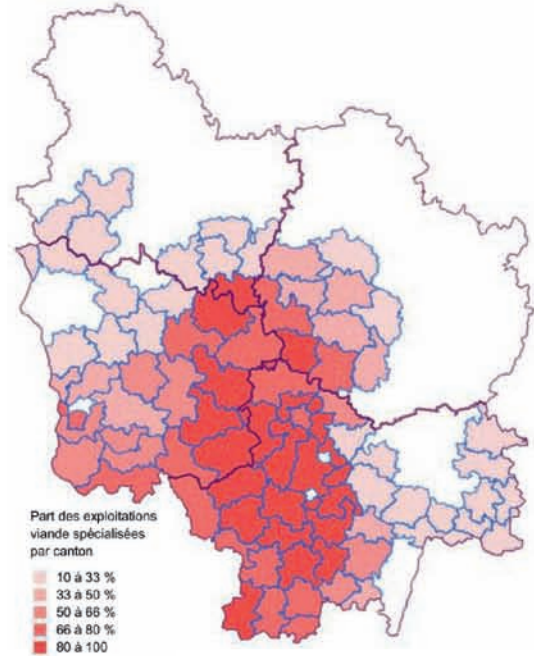 Part des exploitations
viande spécialisées
par canton
10 à 33 %
33 à 50 %
50 à 66 %
66 à 80 %
80 à 100